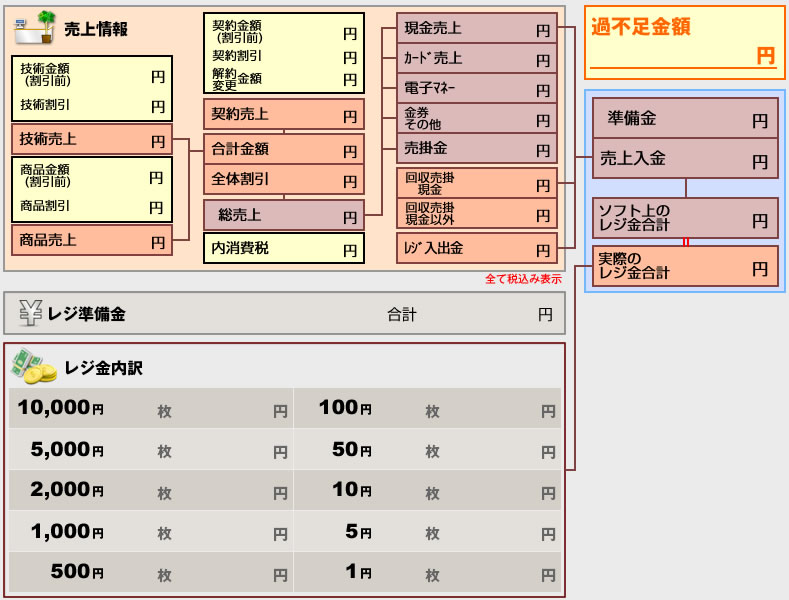 売上情報
技術金額 円
(割引前)
技術割引 円
技術売上 円
商品金額 円
(割引前)
商品割引 円
商品売上 円
契約金額 円
(割引前)
契約割引 円
解約
変更金額 円
契約売上 円
合計金額 円
全体割引 円
総売上 円
内消費税 円
現金売上 円
カード売上 円
電子マネー 円
金券
その他 円
売掛金 円
回収売掛
現金 円
回収売掛
現金以外 円
レジ入出金 円
全て税込み表示
過不足金額
円
準備金 円
売上入金 円
ソフト上の
レジ金合計 円
実際の
レジ金合計 円
¥ レジ準備金 合計 円
レジ金内訳
10,000円 枚 円 100円 枚 円
5,000円 枚 円 50円 枚 円
2,000円 枚 円 10円 枚 円
1,000円 枚 円 5円 枚 円
500円 枚 円 1円 枚 円